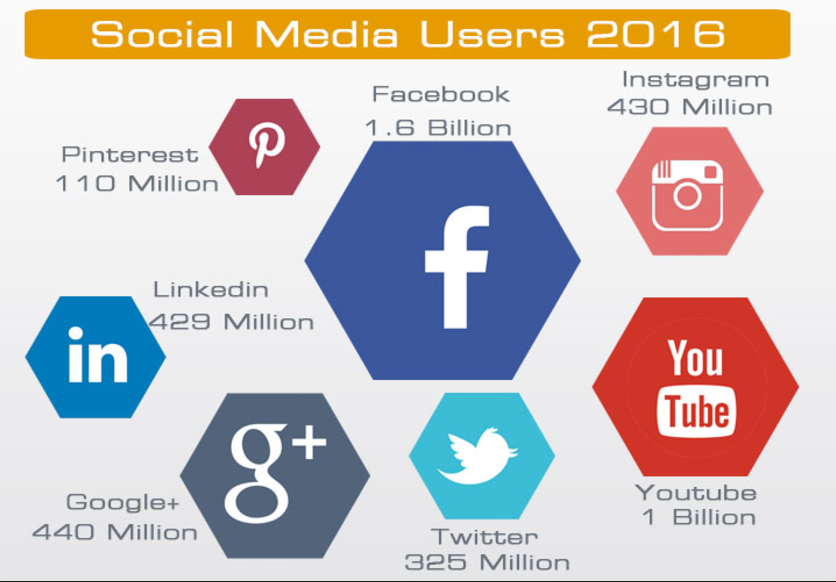 Social Media Users 2016
Facebook
1.6 Billion
Instagram
430 Million
Pinterest
110 Million
f
Linkedin
429 Million
in
You
Tube
g+
Google+
440 Million
Youtube
1 Billion
Twitter
325 Million